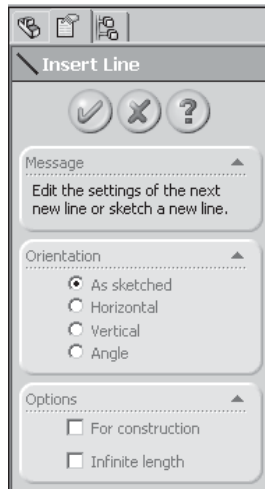 Insert Line
?
Message
Edit the settings of the next
new line or sketch a new line.
Orientation
As sketched
Horizontal
Vertical
Angle
Options
For construction
Infinite length